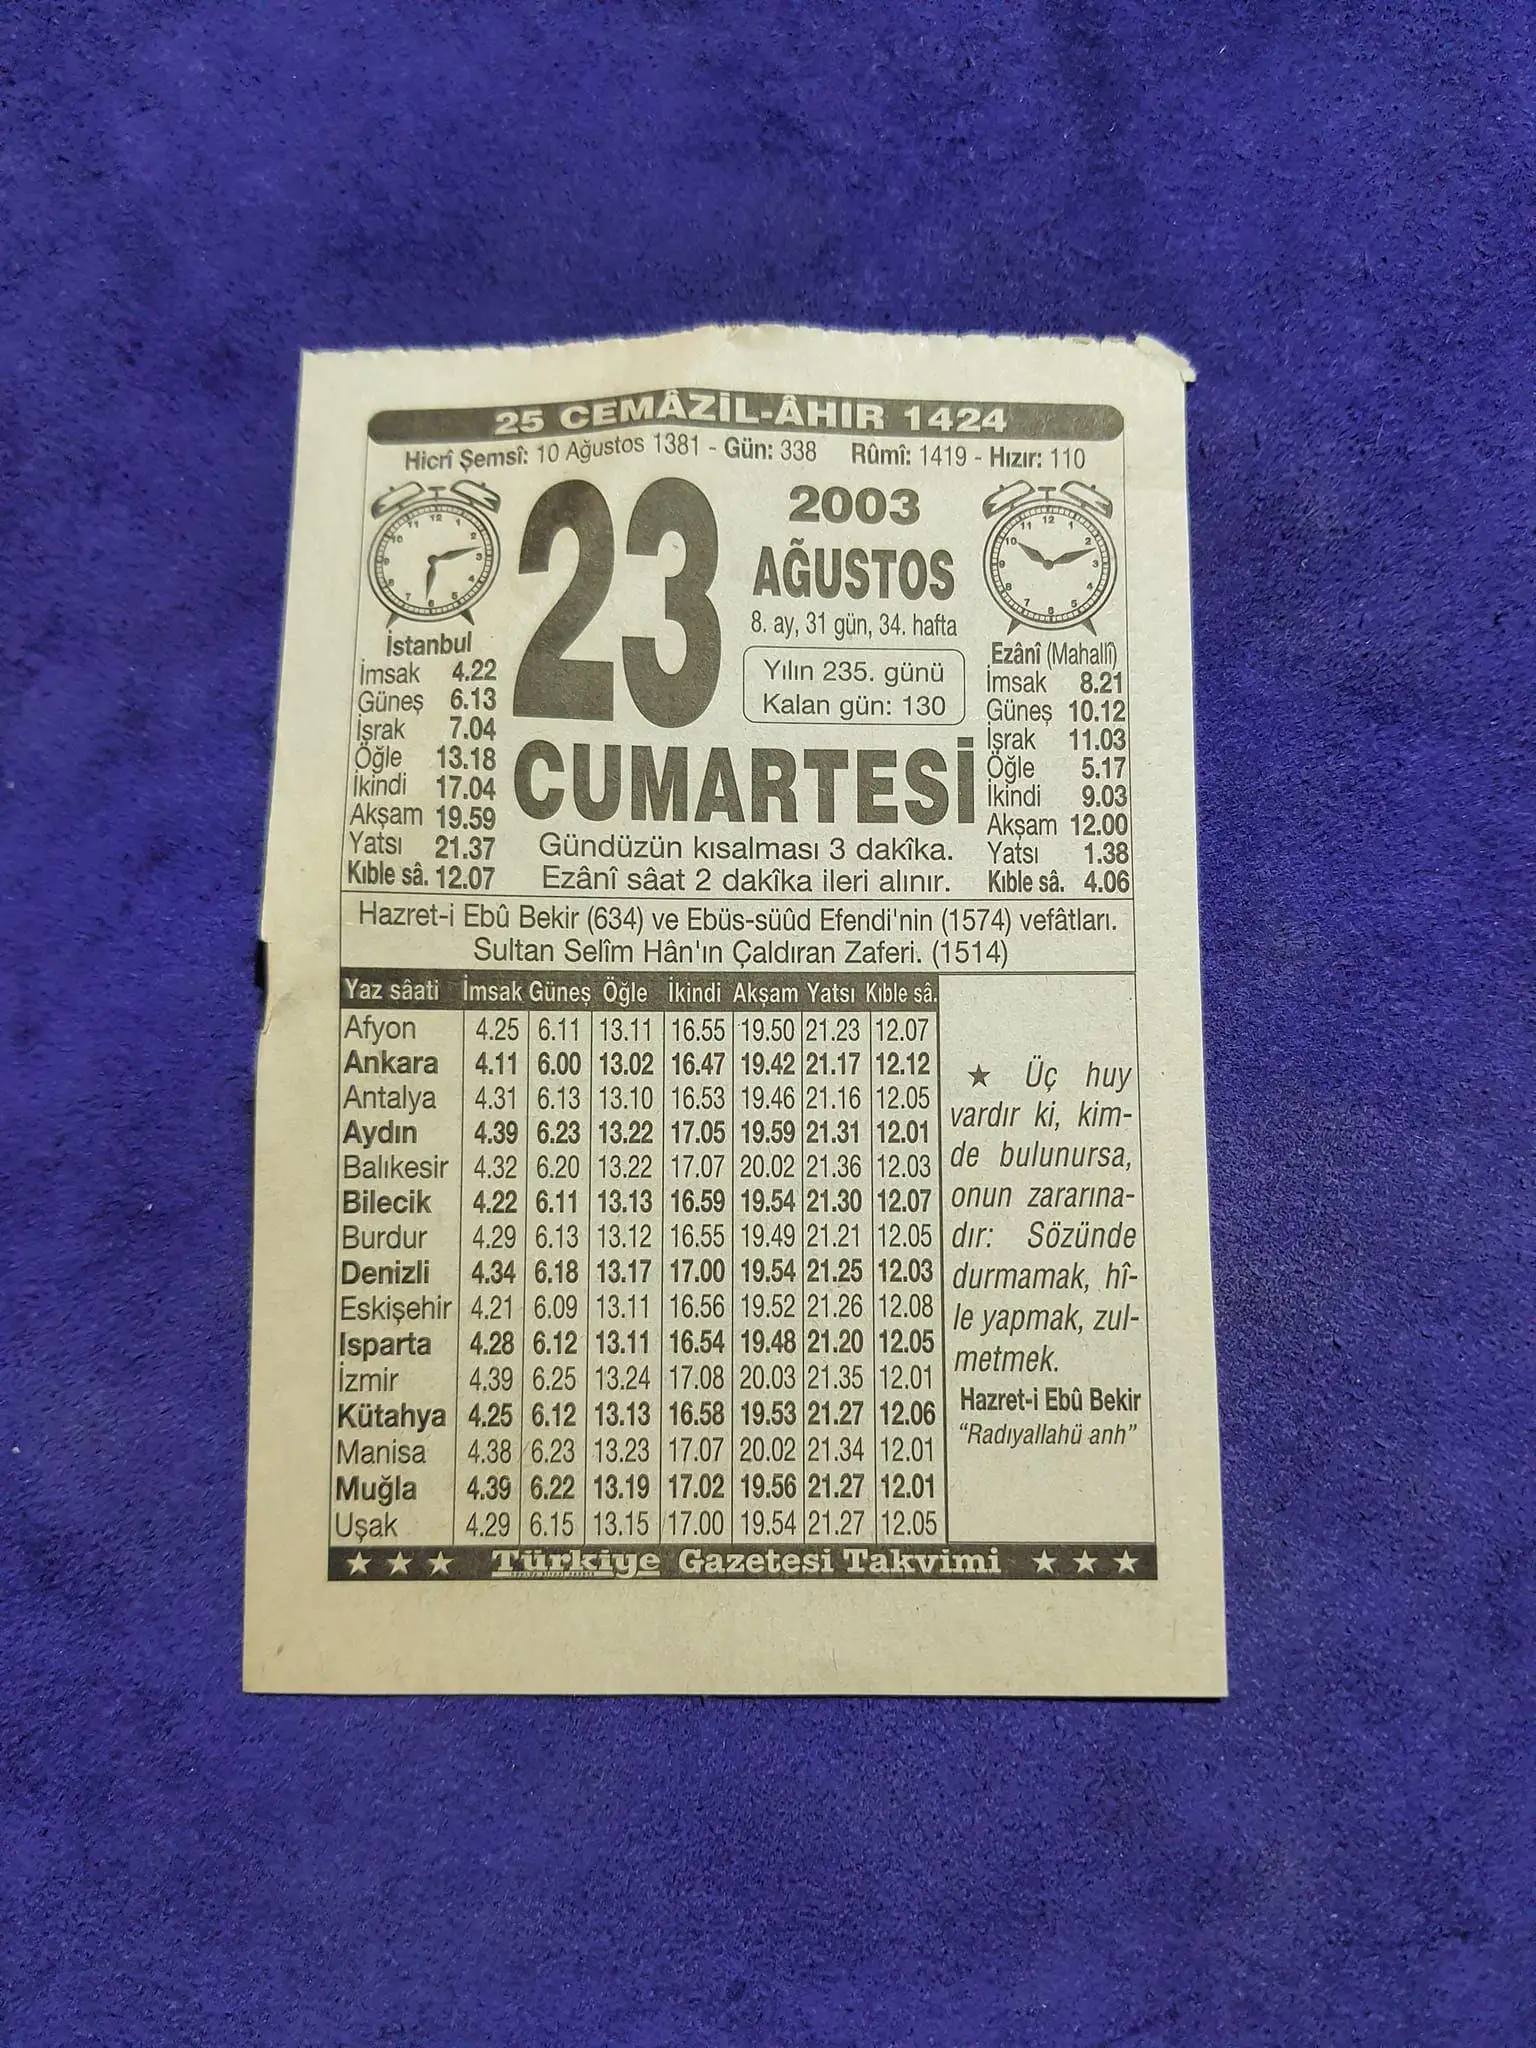 25 CEMÂZİL-ÂHIR 1424
Hicrî Şemsî: 10 Ağustos 1381 - Gün: 338 Rûmî: 1419 - Hızır: 110
23
2003
AĞUSTOS
8. ay, 31 gün, 34. hafta
Yılın 235. günü
Kalan gün: 130
CUMARTESİ
Gündüzün kısalması 3 dakîka.
Ezânî sâat 2 dakîka ileri alınır.
İstanbul
İmsak 4.22
Güneş 6.13
İşrak 7.04
Öğle 13.18
İkindi 17.04
Akşam 19.59
Yatsı 21.37
Kıble sâ. 12.07
Ezânî (Mahallî)
İmsak 8.21
Güneş 10.12
İşrak 11.03
Öğle 5.17
İkindi 9.03
Akşam 12.00
Yatsı 1.38
Kıble sâ. 4.06
Hazret-i Ebû Bekir (634) ve Ebüs-süûd Efendi'nin (1574) vefâtları.
Sultan Selîm Hân'ın Çaldıran Zaferi. (1514)
Yaz sâati İmsak Güneş Öğle İkindi Akşam Yatsı Kıble sâ.
Afyon 4.25 6.11 13.11 16.55 19.50 21.23 12.07
Ankara 4.11 6.00 13.02 16.47 19.42 21.17 12.12
Antalya 4.31 6.13 13.10 16.53 19.46 21.16 12.05
Aydın 4.39 6.23 13.22 17.05 19.59 21.31 12.01
Balıkesir 4.32 6.20 13.22 17.07 20.02 21.36 12.03
Bilecik 4.22 6.11 13.13 16.59 19.54 21.30 12.07
Burdur 4.29 6.13 13.12 16.55 19.49 21.21 12.05
Denizli 4.34 6.18 13.17 17.00 19.54 21.25 12.03
Eskişehir 4.21 6.09 13.11 16.56 19.52 21.26 12.08
Isparta 4.28 6.12 13.11 16.54 19.48 21.20 12.05
İzmir 4.39 6.25 13.24 17.08 20.03 21.35 12.01
Kütahya 4.25 6.12 13.13 16.58 19.53 21.27 12.06
Manisa 4.38 6.23 13.23 17.07 20.02 21.34 12.01
Muğla 4.39 6.22 13.19 17.02 19.56 21.27 12.01
Uşak 4.29 6.15 13.15 17.00 19.54 21.27 12.05
★ Üç huy
vardır ki, kim-
de bulunursa,
onun zararına-
dır: Sözünde
durmamak, hî-
le yapmak, zul-
metmek.
Hazret-i Ebû Bekir
"Radıyallahü anh"
★ ★ ★ Türkiye Gazetesi Takvimi ★ ★ ★